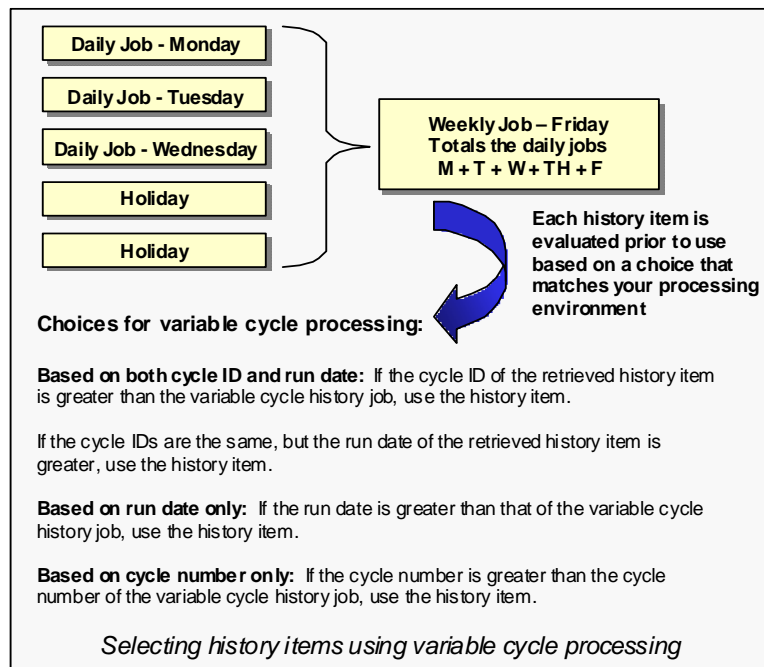 Daily Job - Monday
Daily Job - Tuesday
Daily Job - Wednesday
Holiday
Holiday
Weekly Job – Friday
Totals the daily jobs
M + T + W + TH + F
Each history item is
evaluated prior to use
based on a choice that
matches your processing
environment
Choices for variable cycle processing:
Based on both cycle ID and run date: If the cycle ID of the retrieved history item
is greater than the variable cycle history job, use the history item.
If the cycle IDs are the same, but the run date of the retrieved history item is
greater, use the history item.
Based on run date only: If the run date is greater than that of the variable cycle
history job, use the history item.
Based on cycle number only: If the cycle number is greater than the cycle
number of the variable cycle history job, use the history item.
Selecting history items using variable cycle processing